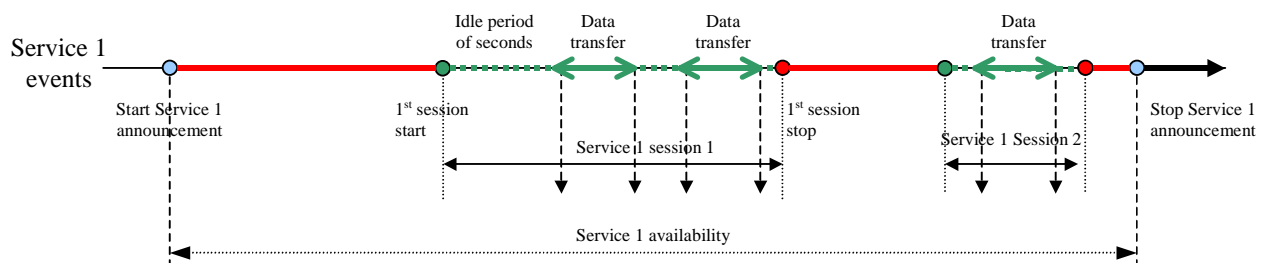 Idle period
of seconds
Data
transfer
Data
transfer
Data
transfer
Service 1
events
Start Service 1
announcement
1st session
start
1st session
stop
Stop Service 1
announcement
Service 1 session 1
Service 1 Session 2
Service 1 availability